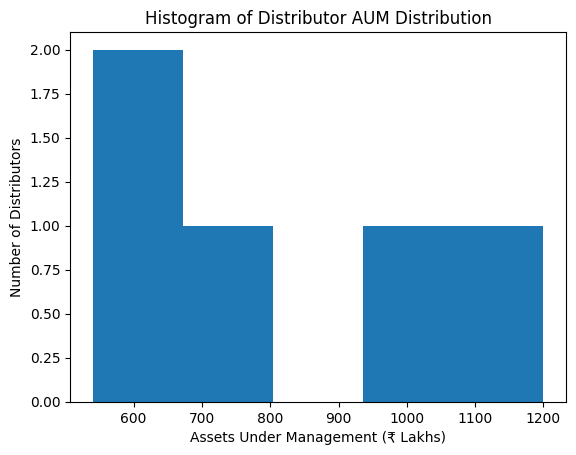 Histogram of Distributor AUM Distribution
Number of Distributors
2.00
1.75
1.50
1.25
1.00
0.75
0.50
0.25
0.00
600 700 800 900 1000 1100 1200
Assets Under Management (₹ Lakhs)